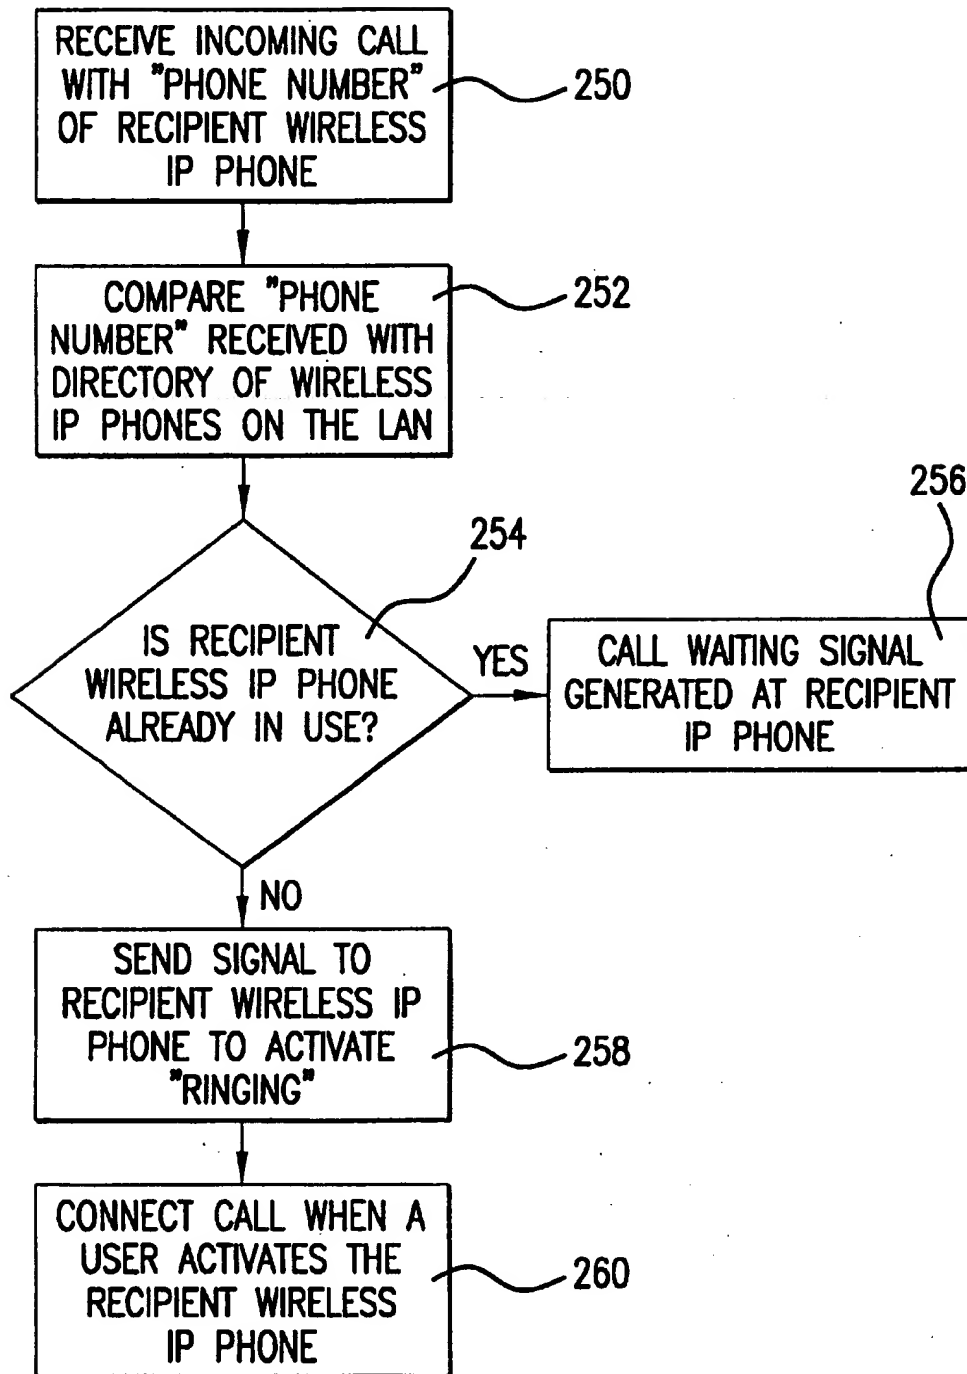 RECEIVE INCOMING CALL
WITH "PHONE NUMBER"
OF RECIPIENT WIRELESS
IP PHONE
250
COMPARE "PHONE
NUMBER" RECEIVED WITH
DIRECTORY OF WIRELESS
IP PHONES ON THE LAN
252
254
256
IS RECIPIENT
WIRELESS IP PHONE
ALREADY IN USE?
YES
CALL WAITING SIGNAL
GENERATED AT RECIPIENT
IP PHONE
NO
SEND SIGNAL TO
RECIPIENT WIRELESS IP
PHONE TO ACTIVATE
"RINGING"
258
CONNECT CALL WHEN A
USER ACTIVATES THE
RECIPIENT WIRELESS
IP PHONE
260